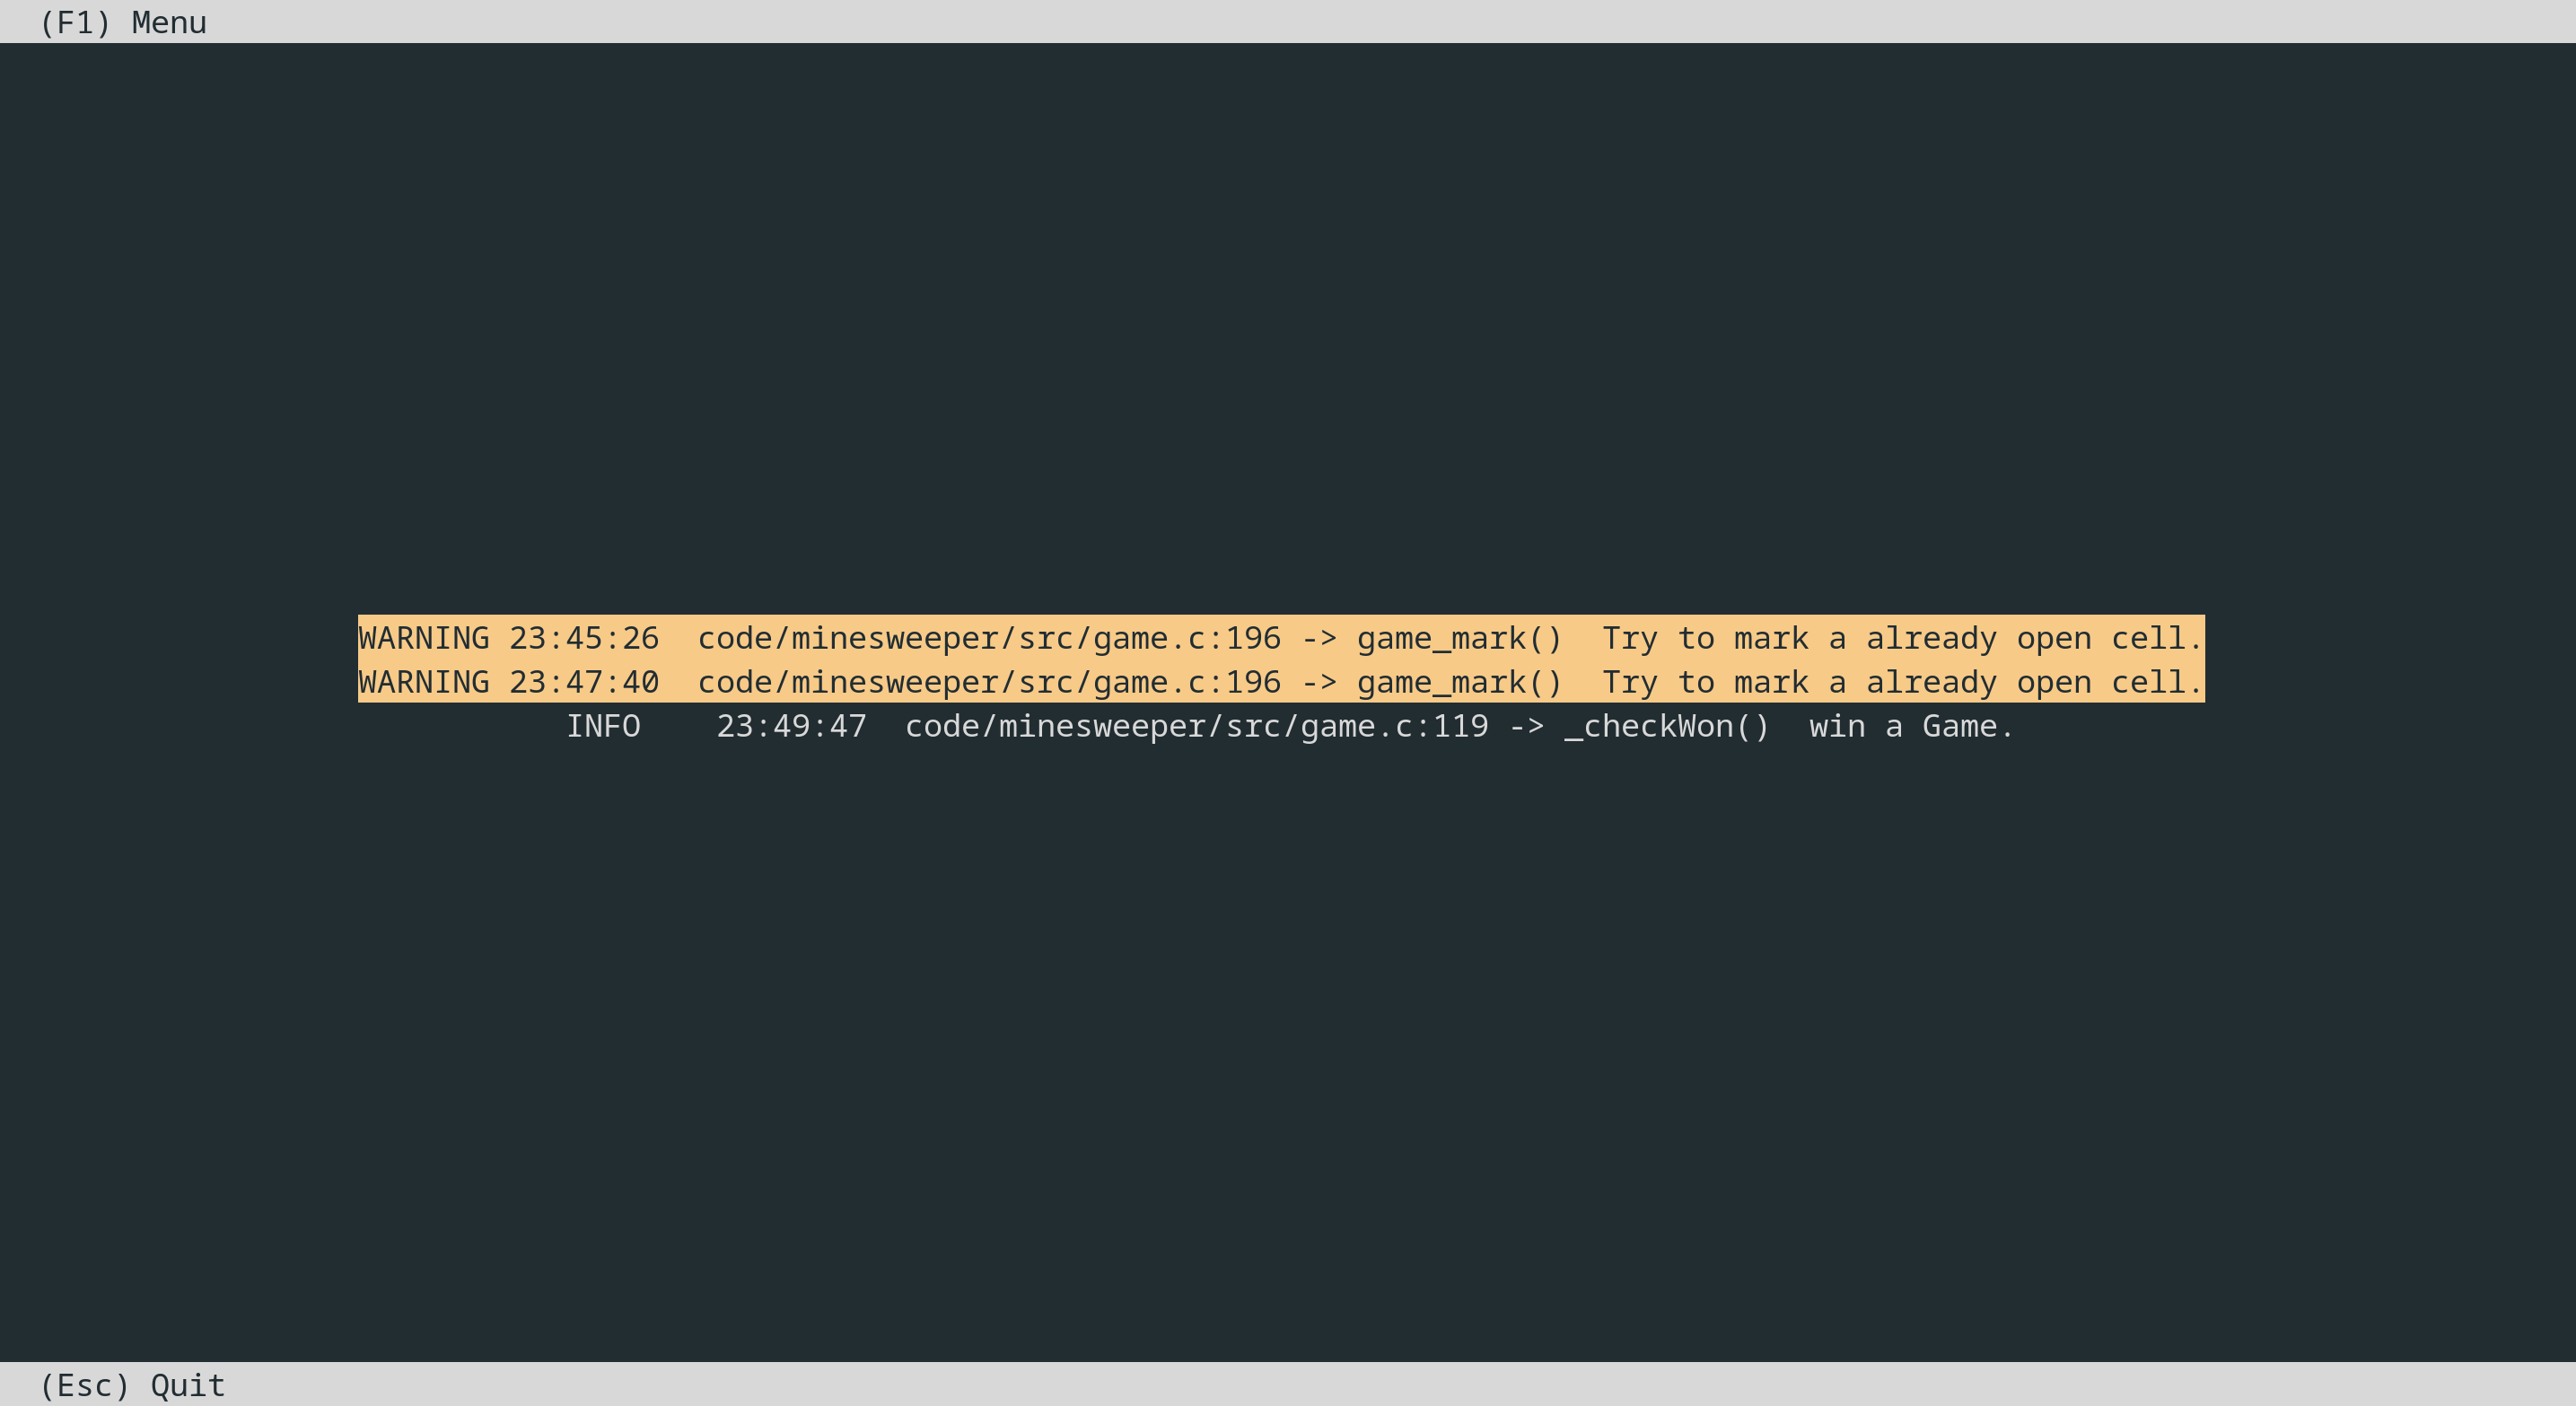 (F1) Menu
WARNING 23:45:26  code/minesweeper/src/game.c:196 -> game_mark()  Try to mark a already open cell.
WARNING 23:47:40  code/minesweeper/src/game.c:196 -> game_mark()  Try to mark a already open cell.
INFO    23:49:47  code/minesweeper/src/game.c:119 -> _checkWon()  win a Game.
(Esc) Quit